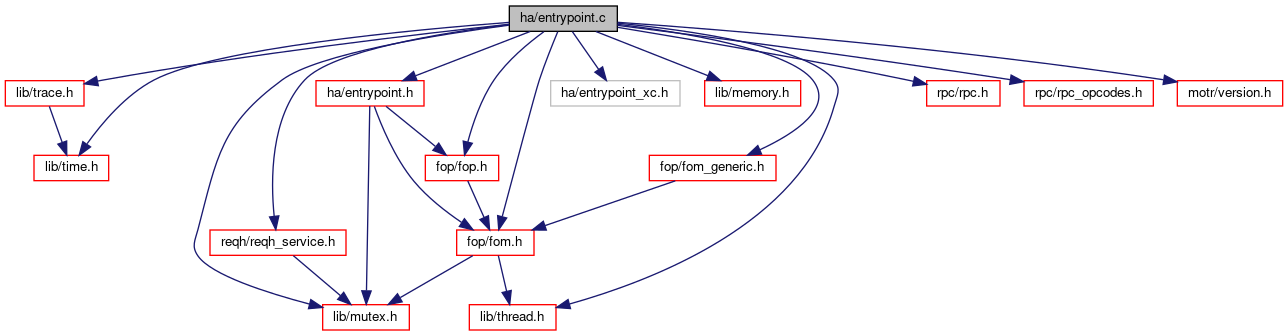 ha/entrypoint.c
lib/trace.h
ha/entrypoint.h
ha/entrypoint_xc.h
lib/memory.h
rpc/rpc.h
rpc/rpc_opcodes.h
motr/version.h
lib/time.h
fop/fop.h
fop/fom_generic.h
reqh/reqh_service.h
fop/fom.h
lib/mutex.h
lib/thread.h